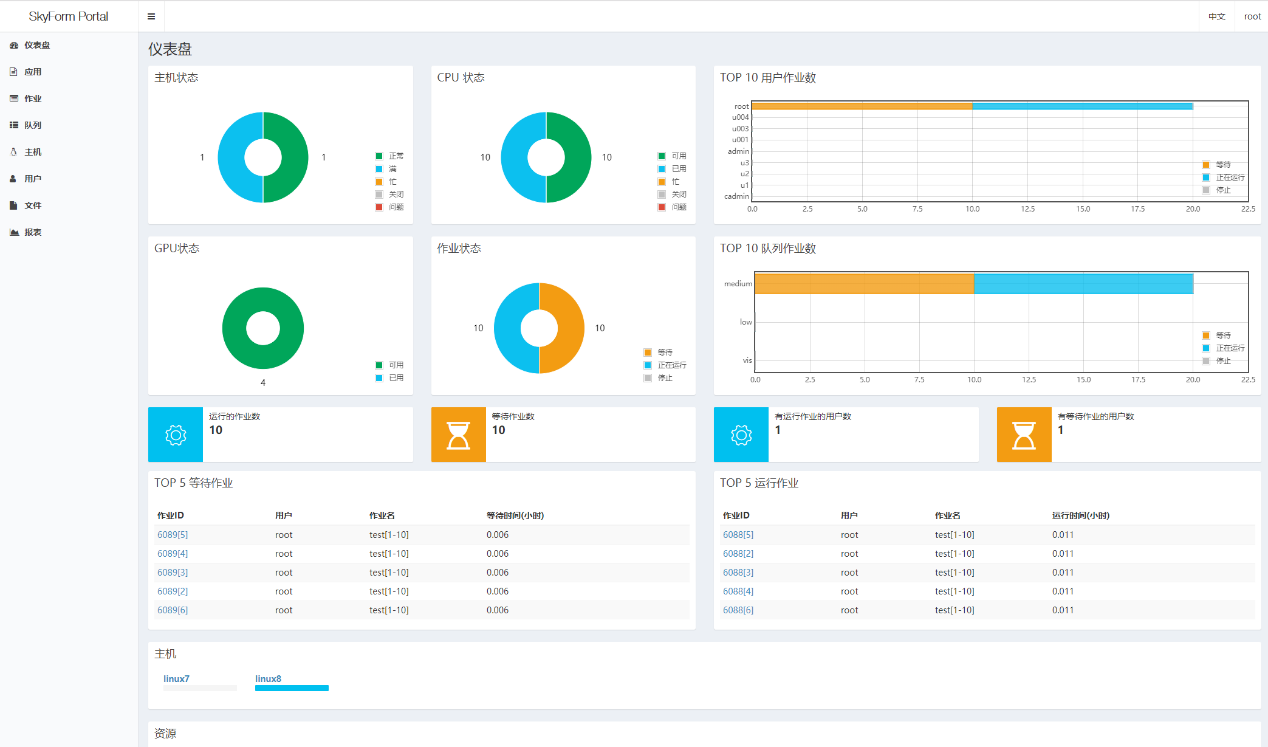 SkyForm Portal
中文 root
仪表盘
应用
作业
队列
主机
用户
文件
报表
仪表盘
主机状态
1 1
正常
满
忙
关闭
问题
CPU 状态
10 10
可用
已用
忙
关闭
问题
TOP 10 用户作业数
root
u004
u003
u001
admin
u3
u2
u1
cadmin
等待
正在运行
停止
0.0 2.5 5.0 7.5 10.0 12.5 15.0 17.5 20.0 22.5
GPU状态
4
可用
已用
作业状态
10 10
等待
正在运行
停止
TOP 10 队列作业数
medium
low
vis
等待
正在运行
停止
0.0 2.5 5.0 7.5 10.0 12.5 15.0 17.5 20.0 22.5
运行的作业数
10
等待作业数
10
有运行作业的用户数
1
有等待作业的用户数
1
TOP 5 等待作业
作业ID 用户 作业名 等待时间(小时)
6089[5] root test[1-10] 0.006
6089[4] root test[1-10] 0.006
6089[3] root test[1-10] 0.006
6089[2] root test[1-10] 0.006
6089[6] root test[1-10] 0.006
TOP 5 运行作业
作业ID 用户 作业名 运行时间(小时)
6088[5] root test[1-10] 0.011
6088[2] root test[1-10] 0.011
6088[3] root test[1-10] 0.011
6088[4] root test[1-10] 0.011
6088[6] root test[1-10] 0.011
主机
linux7 linux8
资源